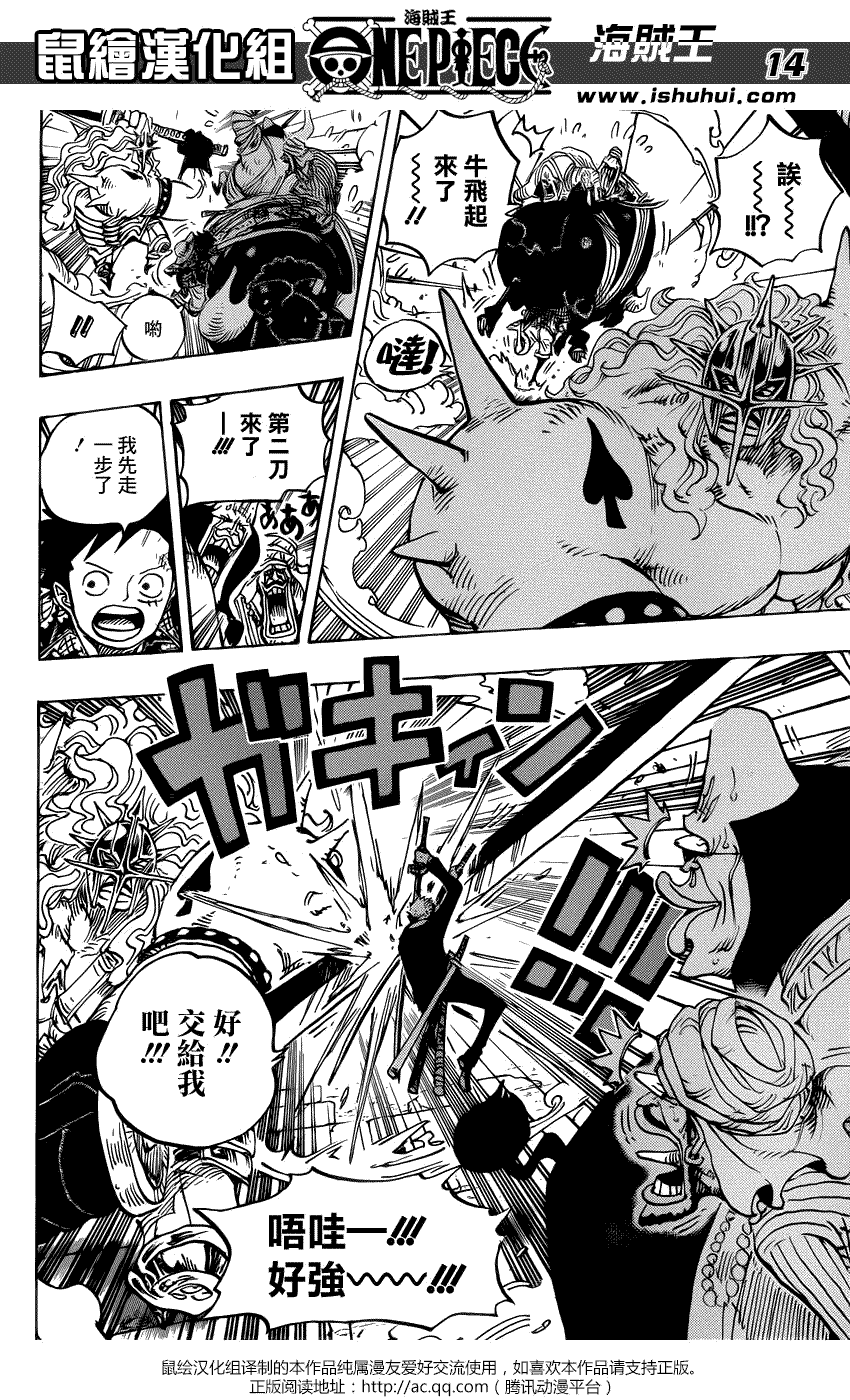 鼠繪漢化組
海賊王
ONE PIECE
海賊王
14
www.ishuhui.com
誒
!!?
牛飛起
來了
!!
噠!
喲
!!
第二刀
來了
—!!!
ああぁ
我先走
一步了
!
ガキィン
!!!
好!!
交給我
吧!!!
唔哇—!!!
好強〰〰!!!
鼠绘汉化组译制的本作品纯属漫友爱好交流使用，如喜欢本作品请支持正版。
正版阅读地址：http://ac.qq.com（腾讯动漫平台）